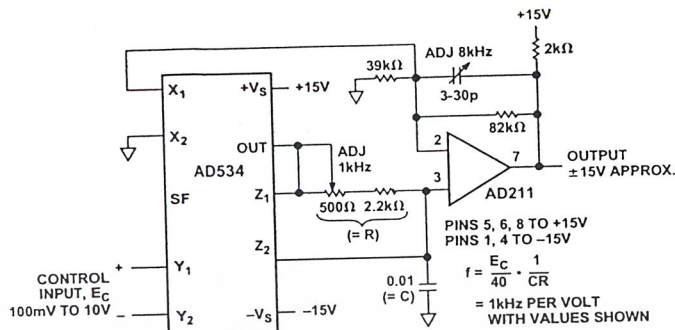 +15V
ADJ 8kHz
2kΩ
39kΩ
3-30p
82kΩ
X1
+VS
+15V
X2
OUT
ADJ
1kHz
AD534
SF
Z1
500Ω 2.2kΩ
(= R)
Z2
2
3
7
AD211
OUTPUT
±15V APPROX.
PINS 5, 6, 8 TO +15V
PINS 1, 4 TO –15V
f = EC/40 • 1/CR
= 1kHz PER VOLT
WITH VALUES SHOWN
0.01
(= C)
CONTROL
INPUT, EC
100mV TO 10V
+
–
Y1
Y2
–VS
–15V